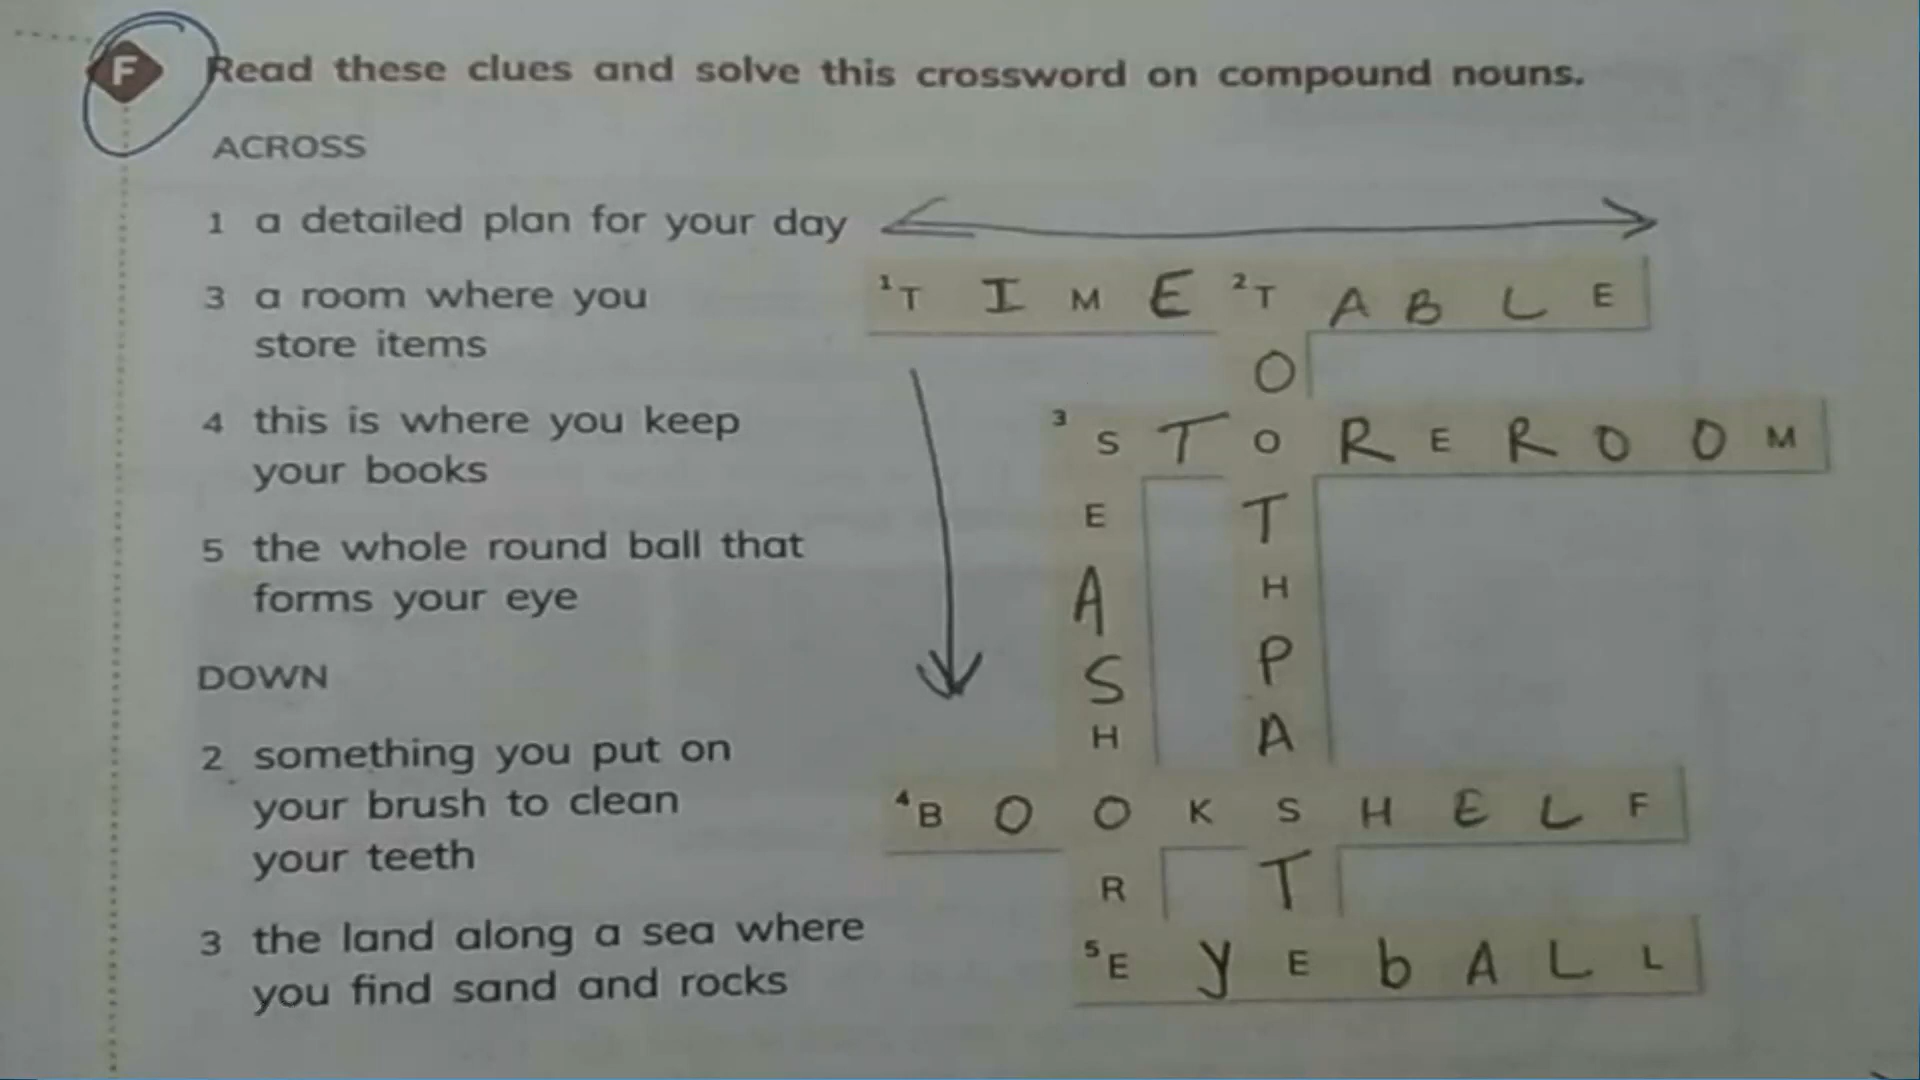 F Read these clues and solve this crossword on compound nouns.
ACROSS
1 a detailed plan for your day
3 a room where you
store items
4 this is where you keep
your books
5 the whole round ball that
forms your eye
DOWN
2 something you put on
your brush to clean
your teeth
3 the land along a sea where
you find sand and rocks
1 T I M E 2 T A B L E
O
3 S T O R E R O O M
E T
A H
S P
H A
4 B O O K S H E L F
R T
5 E y E b A L L